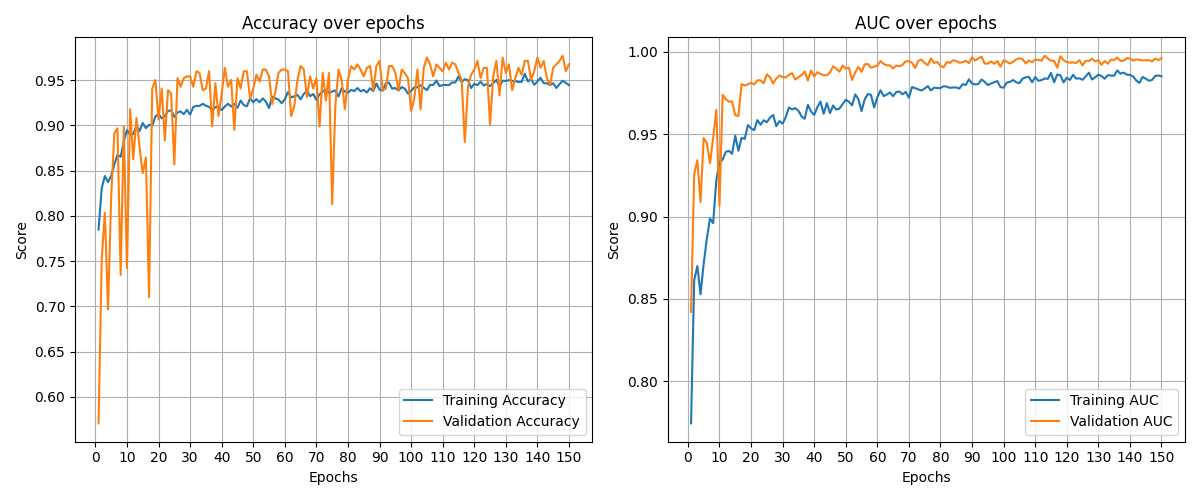 Accuracy over epochs
Score
0.95
0.90
0.85
0.80
0.75
0.70
0.65
0.60
0 10 20 30 40 50 60 70 80 90 100 110 120 130 140 150
Epochs
Training Accuracy
Validation Accuracy
AUC over epochs
Score
1.00
0.95
0.90
0.85
0.80
0 10 20 30 40 50 60 70 80 90 100 110 120 130 140 150
Epochs
Training AUC
Validation AUC